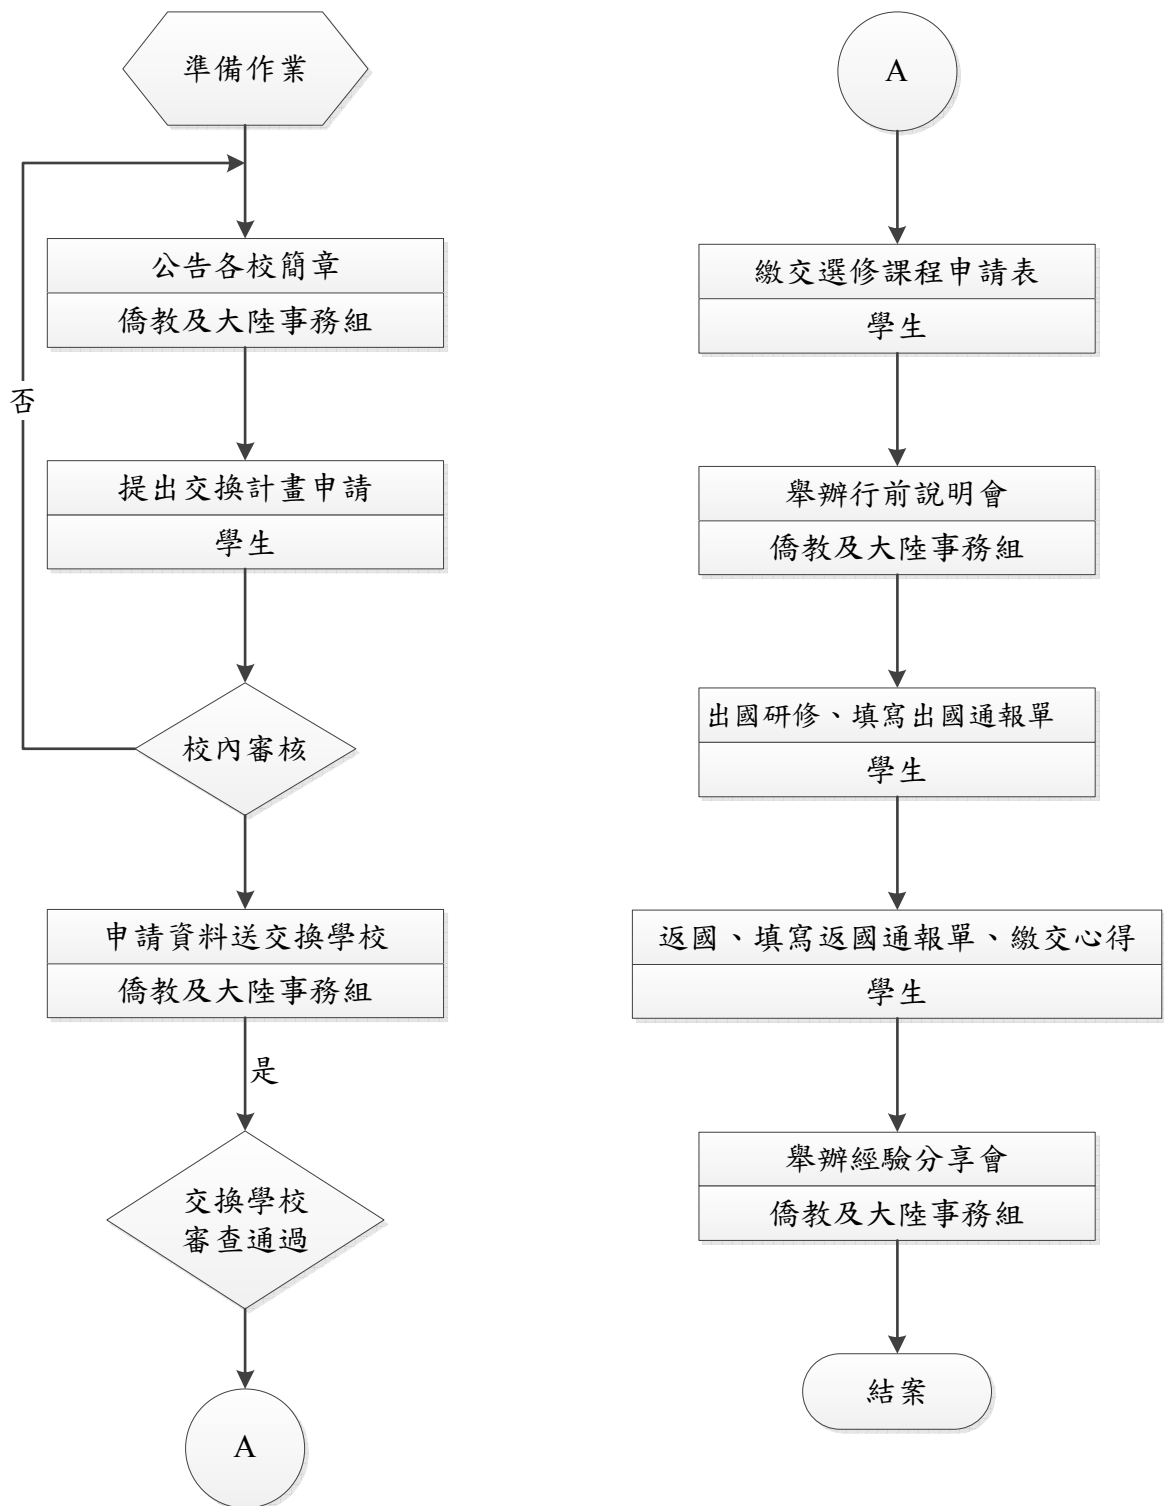 準備作業
公告各校簡章
僑教及大陸事務組
否
提出交換計畫申請
學生
校內審核
申請資料送交換學校
僑教及大陸事務組
是
交換學校
審查通過
A
A
繳交選修課程申請表
學生
舉辦行前說明會
僑教及大陸事務組
出國研修、填寫出國通報單
學生
返國、填寫返國通報單、繳交心得
學生
舉辦經驗分享會
僑教及大陸事務組
結案